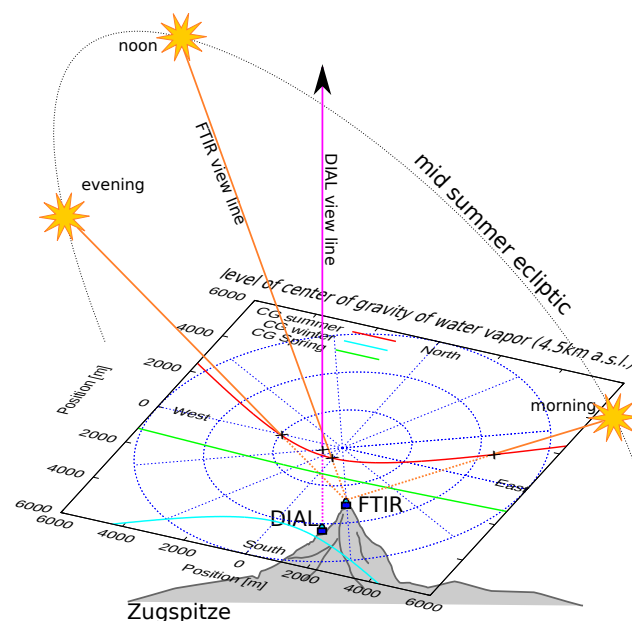 noon
evening
FTIR view line
DIAL view line
mid summer ecliptic
level of center of gravity of water vapor (4.5km a.s.l.)
6000
CG summer
CG winter
CG Spring
North
4000
2000
Position [m]
0
West
morning
2000
4000
East
6000
6000
4000
2000
0
South
DIAL
FTIR
Position [m]
2000
4000
6000
Zugspitze